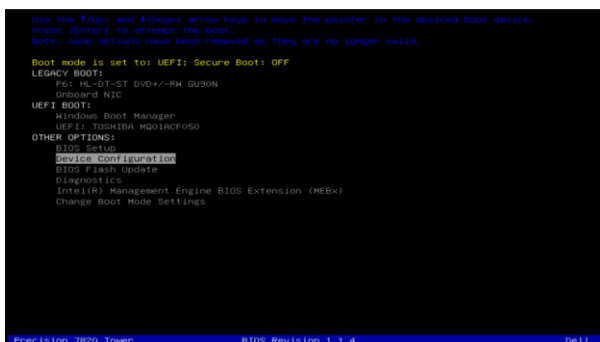 Use the ↑(Up) and ↓(Down) arrow keys to move the pointer to the desired boot device.
Press [Enter] to attempt the boot.
Note, some options have been removed as they are no longer valid.
Boot mode is set to: UEFI; Secure Boot: OFF
LEGACY BOOT:
P6: HL-DT-ST DVD+/-RW GU90N
Onboard NIC
UEFI BOOT:
Windows Boot Manager
UEFI: TOSHIBA MQ01ACF050
OTHER OPTIONS:
BIOS Setup
Device Configuration
BIOS Flash Update
Diagnostics
Intel(R) Management Engine BIOS Extension (MEBx)
Change Boot Mode Settings
Precision 7820 Tower BIOS Revision 1.1.4 Dell